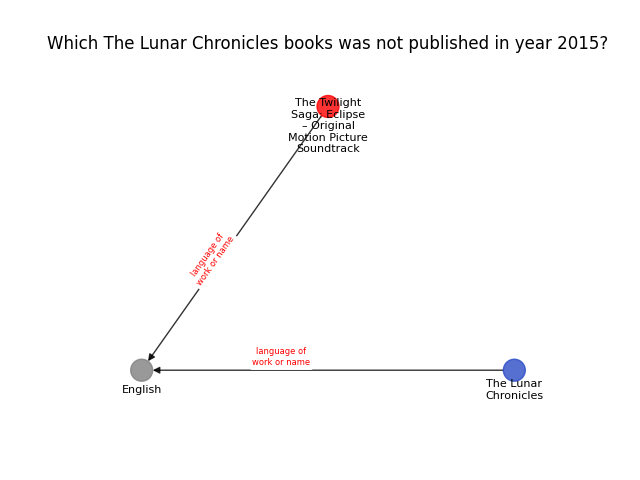 Which The Lunar Chronicles books was not published in year 2015?
The Twilight
Saga: Eclipse
– Original
Motion Picture
Soundtrack
language of
work or name
language of
work or name
English
The Lunar
Chronicles